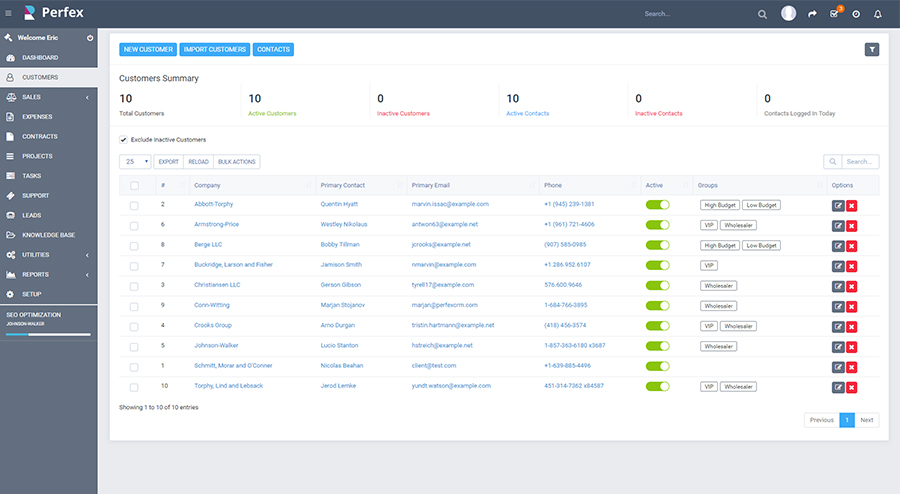 Perfex
Search...
3
Welcome Eric
DASHBOARD
CUSTOMERS
SALES
EXPENSES
CONTRACTS
PROJECTS
TASKS
SUPPORT
LEADS
KNOWLEDGE BASE
UTILITIES
REPORTS
SETUP
SEO OPTIMIZATION
JOHNSON-WALKER
NEW CUSTOMER IMPORT CUSTOMERS CONTACTS
Customers Summary
10 10 0 10 0 0
Total Customers Active Customers Inactive Customers Active Contacts Inactive Contacts Contacts Logged In Today
Exclude Inactive Customers
25 EXPORT RELOAD BULK ACTIONS Search...
# Company Primary Contact Primary Email Phone Active Groups Options
2 Abbott-Torphy Quentin Hyatt marvin.issac@example.com +1 (945) 239-1381 High Budget Low Budget
6 Armstrong-Price Westley Nikolaus antwon63@example.net +1 (961) 721-4606 VIP Wholesaler
8 Berge LLC Bobby Tillman jcrooks@example.net (907) 585-0985 High Budget Low Budget
7 Buckridge, Larson and Fisher Jamison Smith nmarvin@example.com +1.286.952.6107 VIP
3 Christiansen LLC Gerson Gibson tyrell17@example.com 576.600.9646 Wholesaler
9 Conn-Witting Marjan Stojanov marjan@perfexcrm.com 1-684-766-3895 Wholesaler
4 Crooks Group Arno Durgan tristin.hartmann@example.net (418) 456-3574 VIP Wholesaler
5 Johnson-Walker Lucio Stanton hstreich@example.net 1-857-363-6180 x3687 Wholesaler
1 Schmitt, Morar and O'Conner Nicolas Beahan client@test.com +1-639-885-4496
10 Torphy, Lind and Lebsack Jerod Lemke yundt.watson@example.com 451-314-7362 x84587 VIP Wholesaler
Showing 1 to 10 of 10 entries
Previous 1 Next